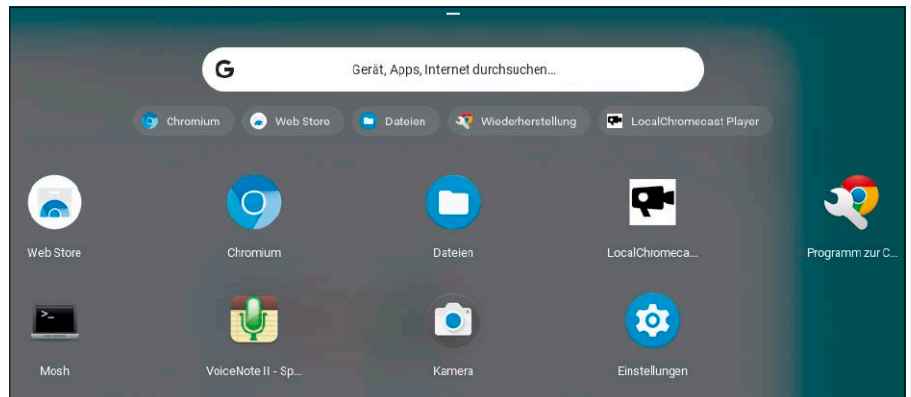 G Gerät, Apps, Internet durchsuchen...
Chromium Web Store Dateien Wiederherstellung LocalChromecast Player
Web Store Chromium Dateien LocalChromeca... Programm zur C...
>_
Mosh VoiceNote II - Sp... Kamera Einstellungen